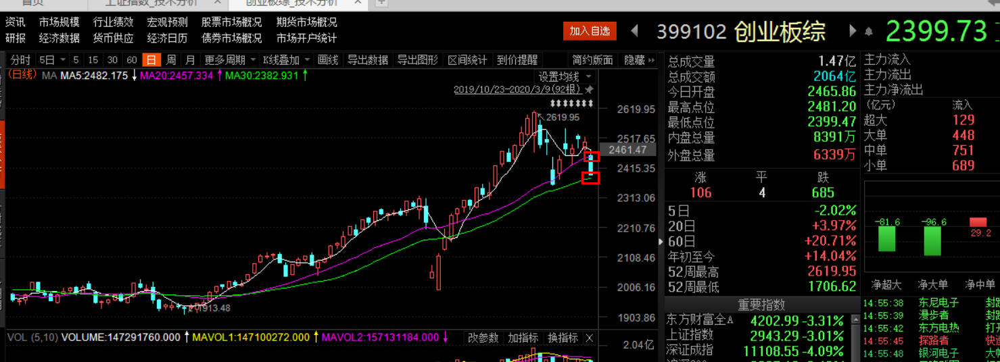 首页 上证指数_技术分析 × 创业板综_技术分析 × +
资讯 市场规模 行业绩效 宏观预测 股票市场概况 期货市场概况
研报 经济数据 货币供应 经济日历 债券市场概况 市场开户统计
加入自选 399102 创业板综 2399.73
分时 5日 5 15 30 60 日 周 月 更多周期 K线叠加 画线 导出数据 导出图形 区间统计 到价提醒 简约版面 隐藏
(日线) MA MA5:2482.175↓ MA20:2457.334↑ MA30:2382.931↑ 设置均线
2019/10/23-2020/3/9(92根)
2619.95
2619.95
2517.65
2461.47
2415.35
2313.06
2210.76
2108.46
2006.16
1913.48
1903.86
VOL (5,10) VOLUME:147291760.000↑ MAVOL1:147100272.000↑ MAVOL2:157131184.000↓ 改参数 加指标 换指标 X
2.04亿
总成交量 1.47亿
总成交额 2064亿
今日开盘 2465.86
最高点位 2481.20
最低点位 2399.47
内盘总量 8391万
外盘总量 6339万
涨 平 跌
106 4 685
5日 -2.02%
20日 +3.97%
60日 +20.71%
年初至今 +14.04%
52周最高 2619.95
52周最低 1706.62
重要指数
东方财富全A 4202.99 -3.31%
上证指数 2943.29 -3.01%
深证成指 11108.55 -4.09%
主力流入
主力流出
主力净流出
(亿元) 流入
超大 129
大单 448
中单 751
小单 689
-81.6 -96.6 29.2
净超大 净大单 净中单
14:55:38 东尼电子 封
14:55:39 漫步者 封
14:55:42 东方电热 打开
14:55:45 探路者 快速
14:55:48 银河电子 大